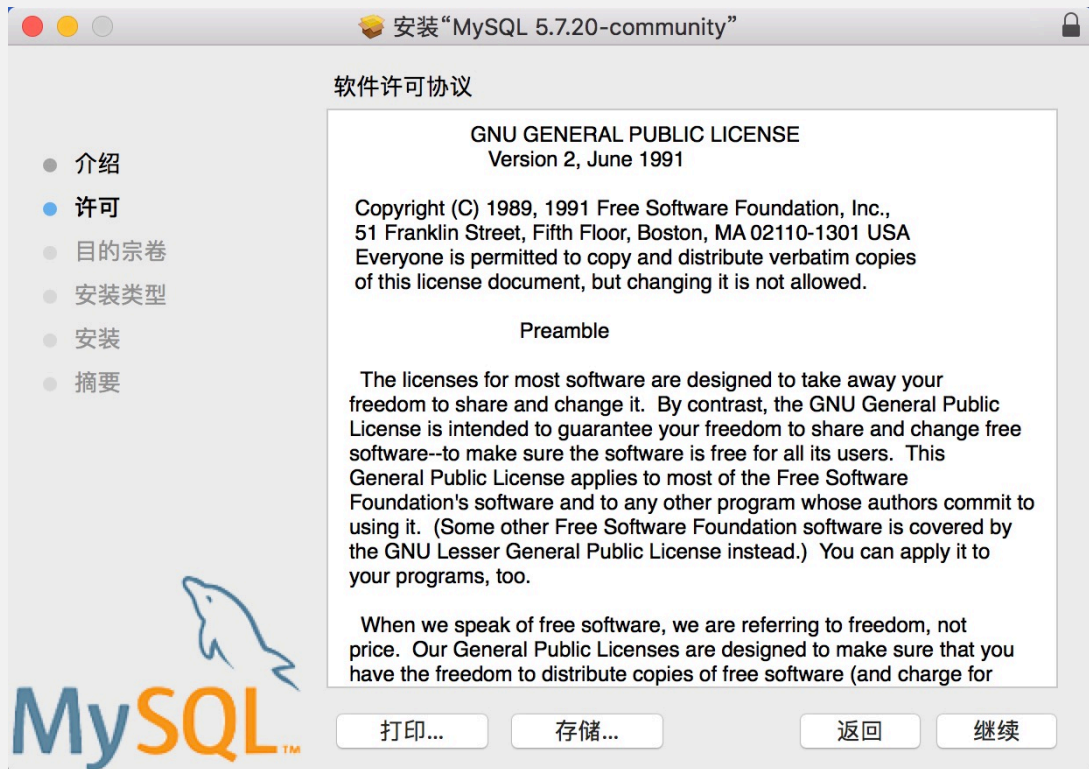 安装“MySQL 5.7.20-community”
软件许可协议
介绍
许可
目的宗卷
安装类型
安装
摘要
GNU GENERAL PUBLIC LICENSE
Version 2, June 1991
Copyright (C) 1989, 1991 Free Software Foundation, Inc.,
51 Franklin Street, Fifth Floor, Boston, MA 02110-1301 USA
Everyone is permitted to copy and distribute verbatim copies
of this license document, but changing it is not allowed.
Preamble
The licenses for most software are designed to take away your
freedom to share and change it.  By contrast, the GNU General Public
License is intended to guarantee your freedom to share and change free
software--to make sure the software is free for all its users.  This
General Public License applies to most of the Free Software
Foundation's software and to any other program whose authors commit to
using it.  (Some other Free Software Foundation software is covered by
the GNU Lesser General Public License instead.)  You can apply it to
your programs, too.
When we speak of free software, we are referring to freedom, not
price.  Our General Public Licenses are designed to make sure that you
have the freedom to distribute copies of free software (and charge for
MySQL™
打印...
存储...
返回
继续